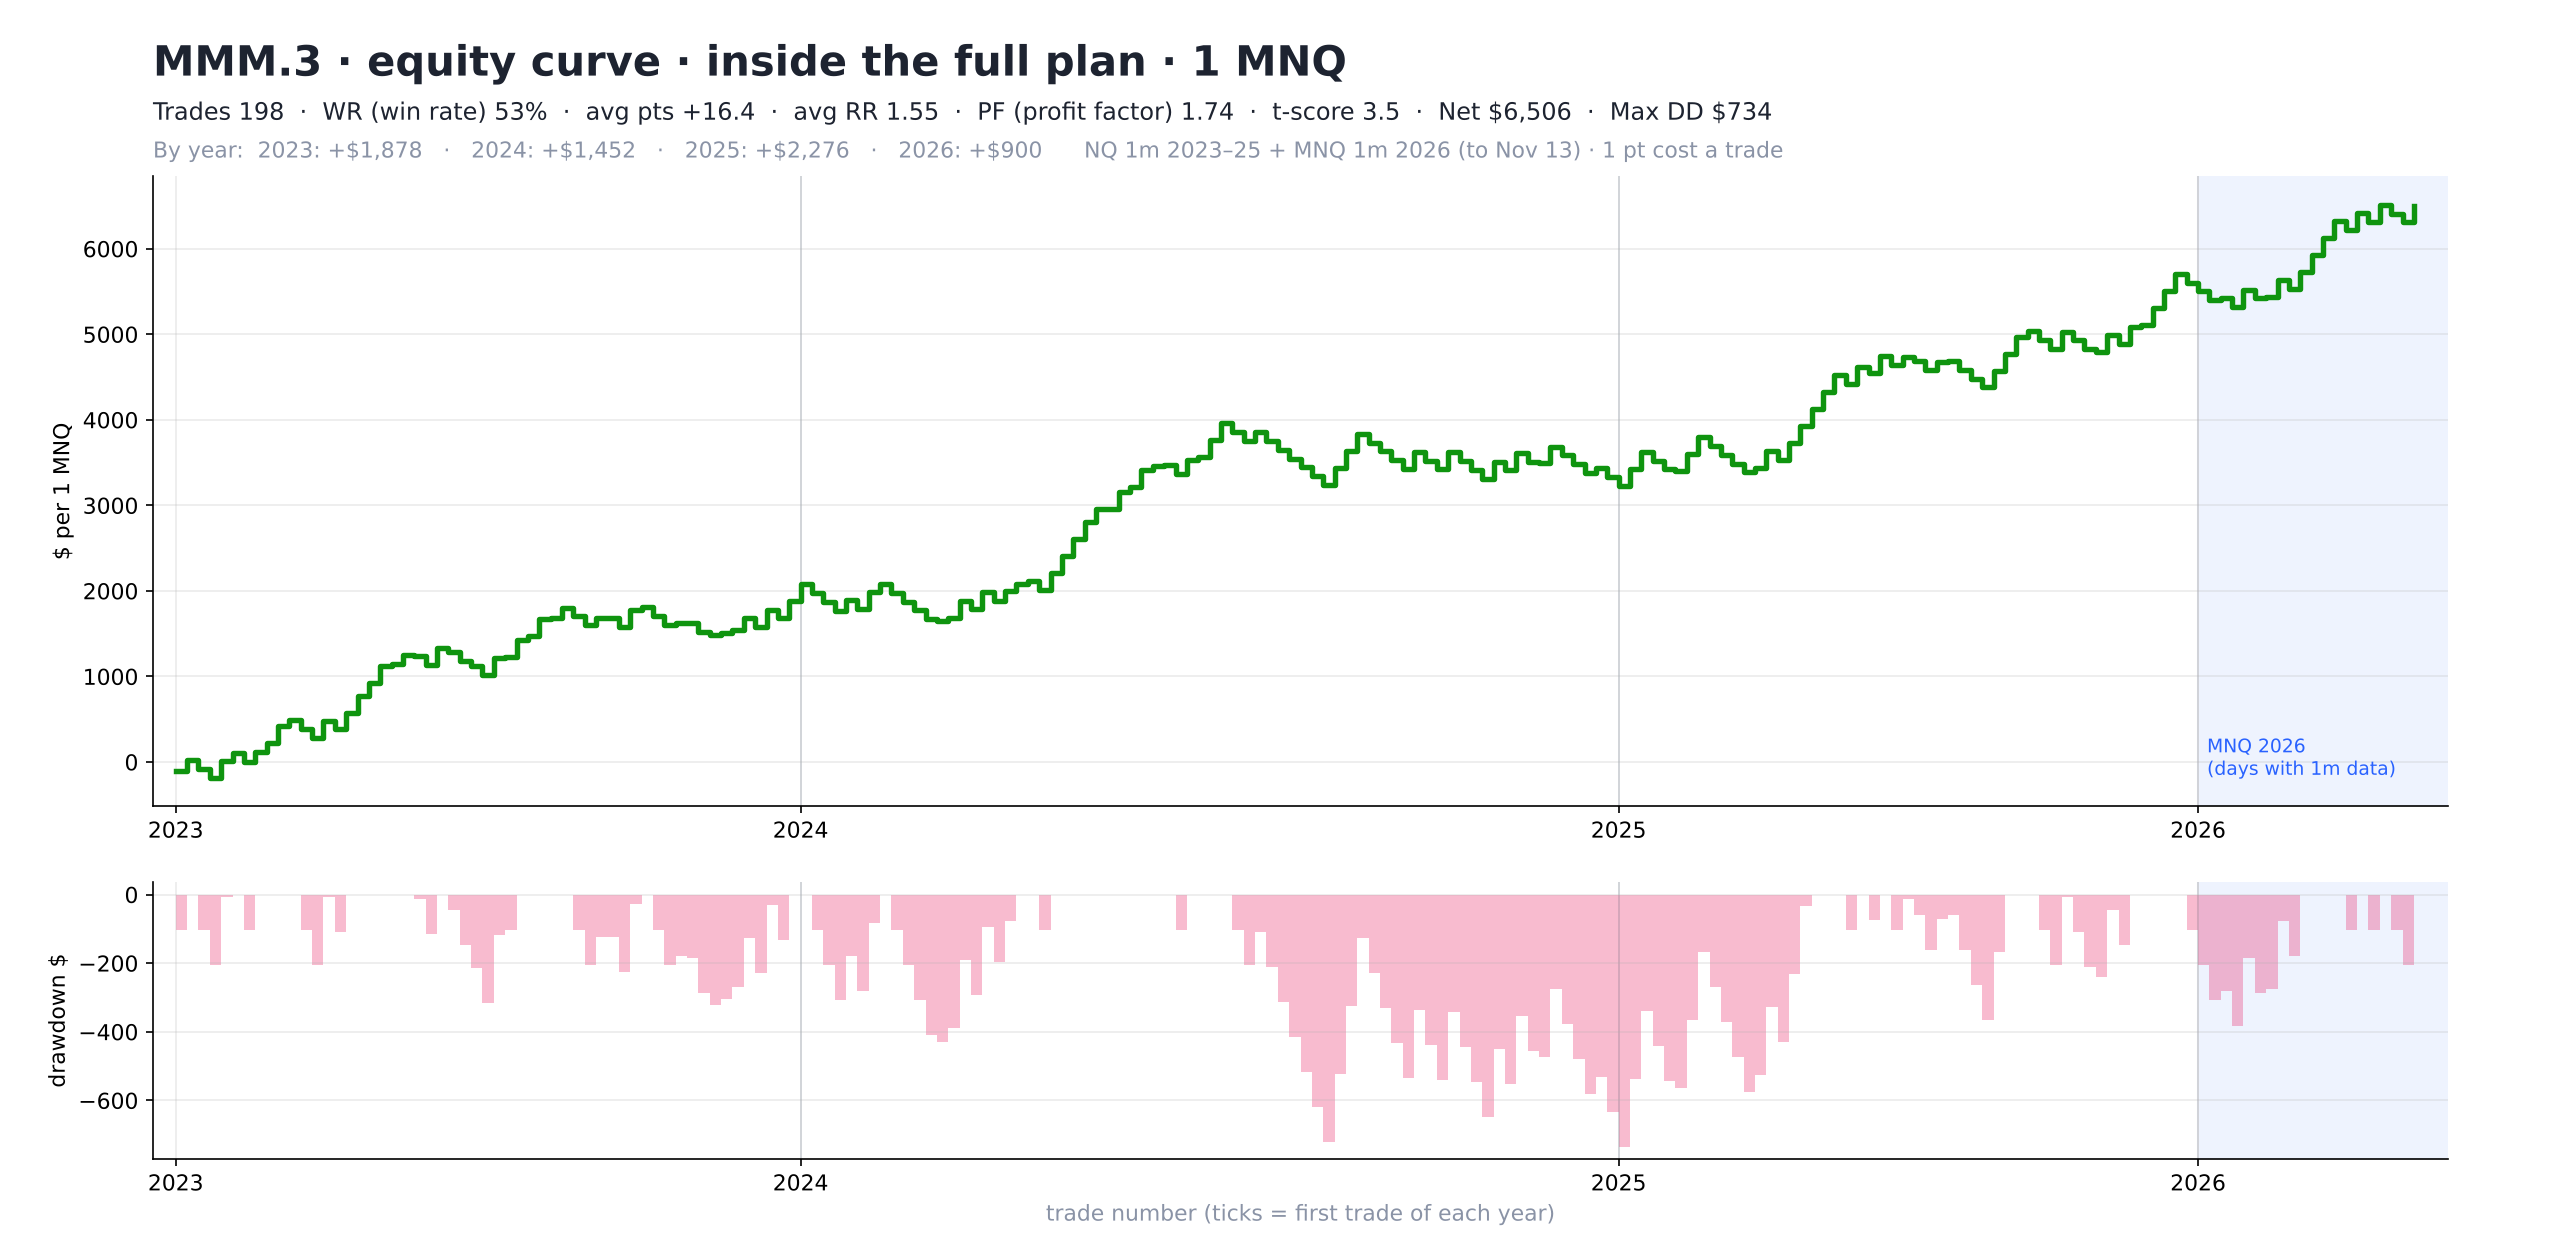 MMM.3 · equity curve · inside the full plan · 1 MNQ
Trades 198 · WR (win rate) 53% · avg pts +16.4 · avg RR 1.55 · PF (profit factor) 1.74 · t-score 3.5 · Net $6,506 · Max DD $734
By year: 2023: +$1,878 · 2024: +$1,452 · 2025: +$2,276 · 2026: +$900 NQ 1m 2023–25 + MNQ 1m 2026 (to Nov 13) · 1 pt cost a trade
$ per 1 MNQ
6000
5000
4000
3000
2000
1000
0
MNQ 2026
(days with 1m data)
2023 2024 2025 2026
drawdown $
0
−200
−400
−600
2023 2024 2025 2026
trade number (ticks = first trade of each year)